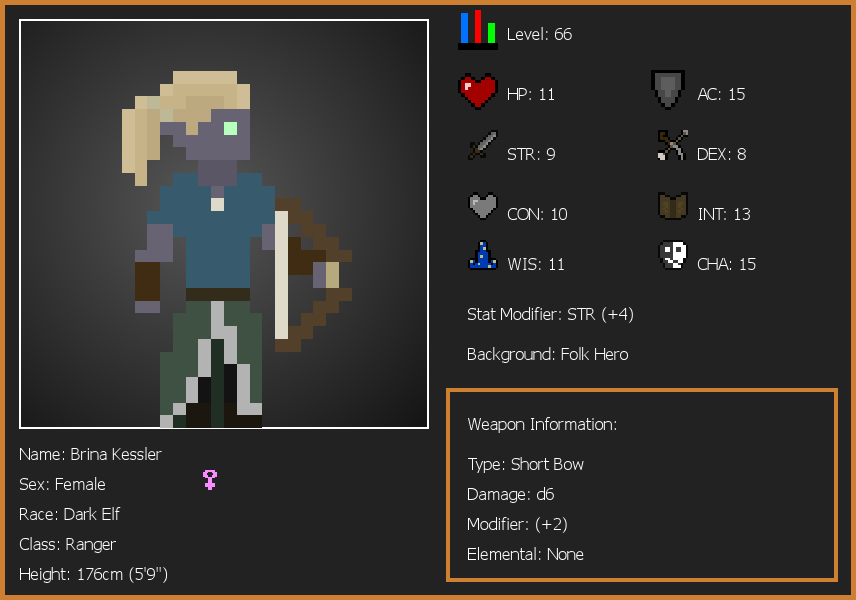 Level: 66
HP: 11
AC: 15
STR: 9
DEX: 8
CON: 10
INT: 13
WIS: 11
CHA: 15
Stat Modifier: STR (+4)
Background: Folk Hero
Weapon Information:
Type: Short Bow
Damage: d6
Modifier: (+2)
Elemental: None
Name: Brina Kessler
Sex: Female
Race: Dark Elf
Class: Ranger
Height: 176cm (5'9")